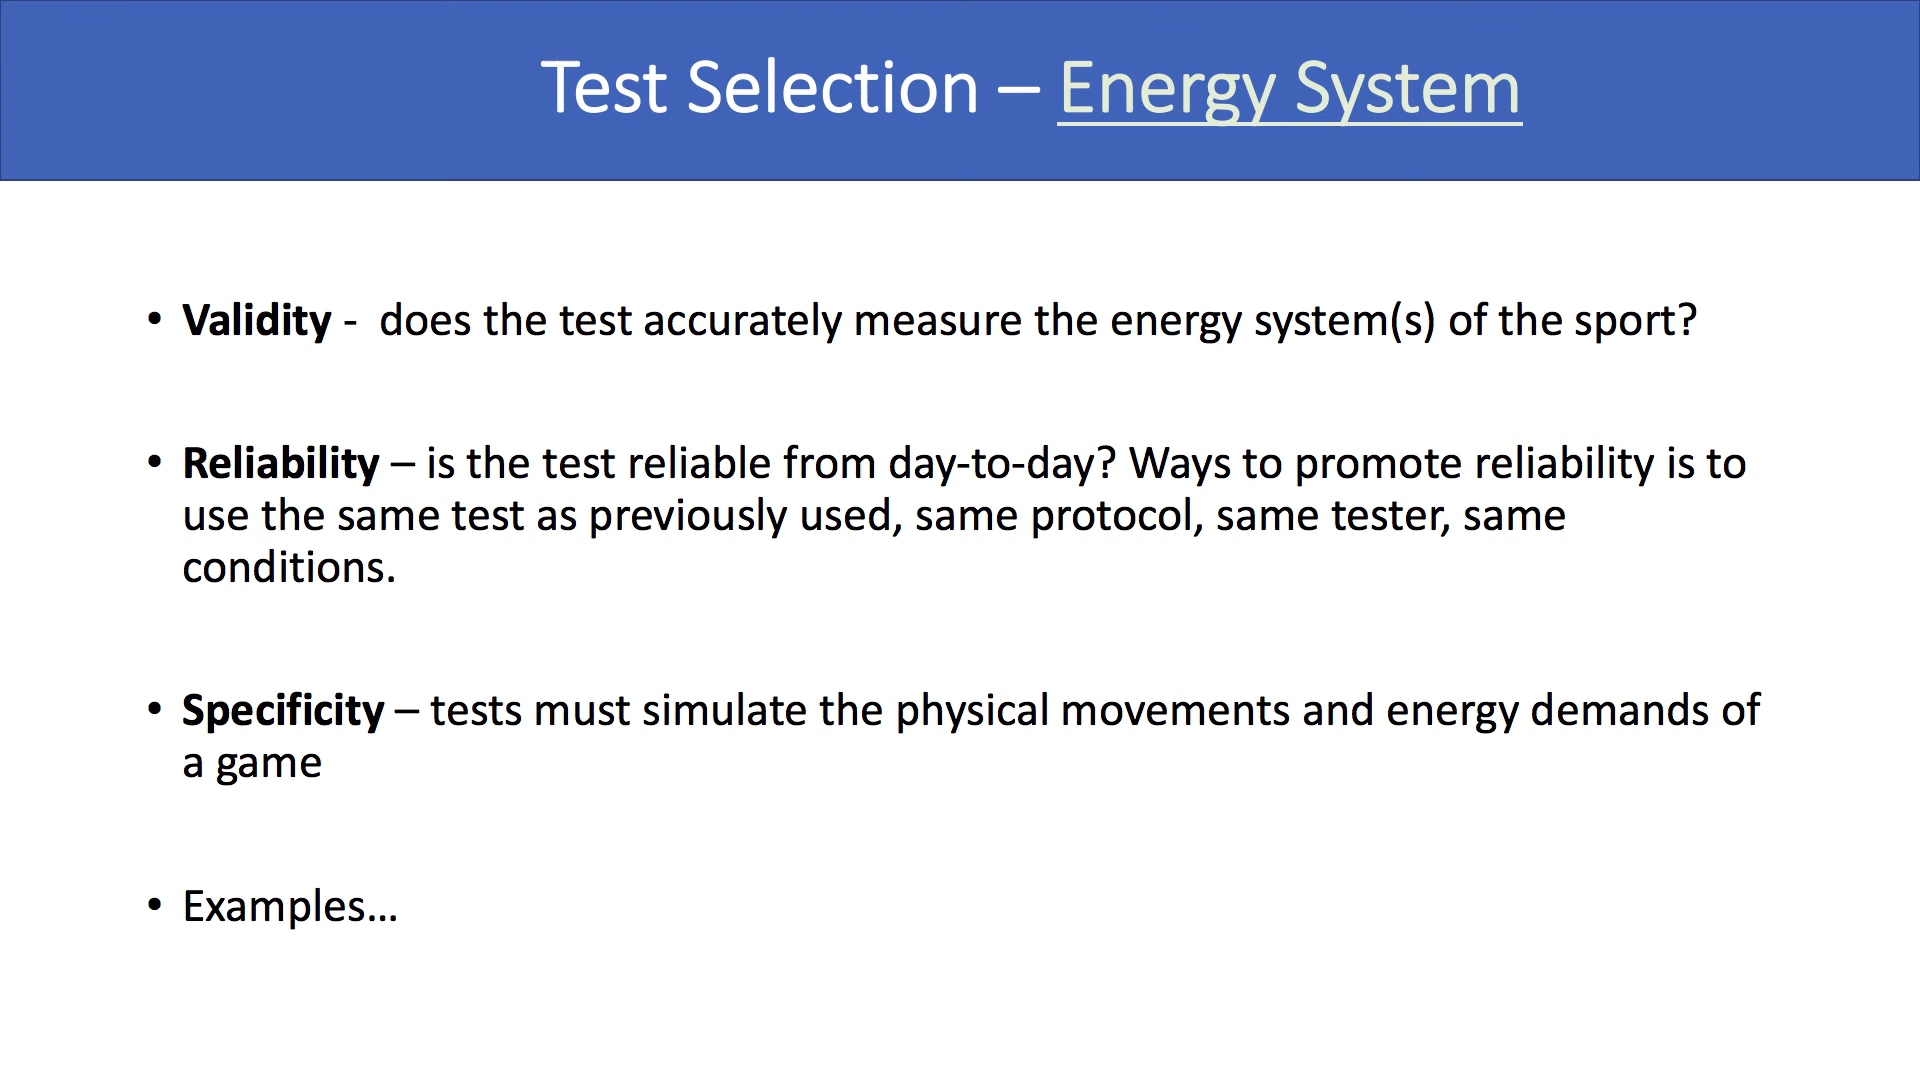 Test Selection – Energy System
• Validity -  does the test accurately measure the energy system(s) of the sport?
• Reliability – is the test reliable from day-to-day? Ways to promote reliability is to
use the same test as previously used, same protocol, same tester, same
conditions.
• Specificity – tests must simulate the physical movements and energy demands of
a game
• Examples…